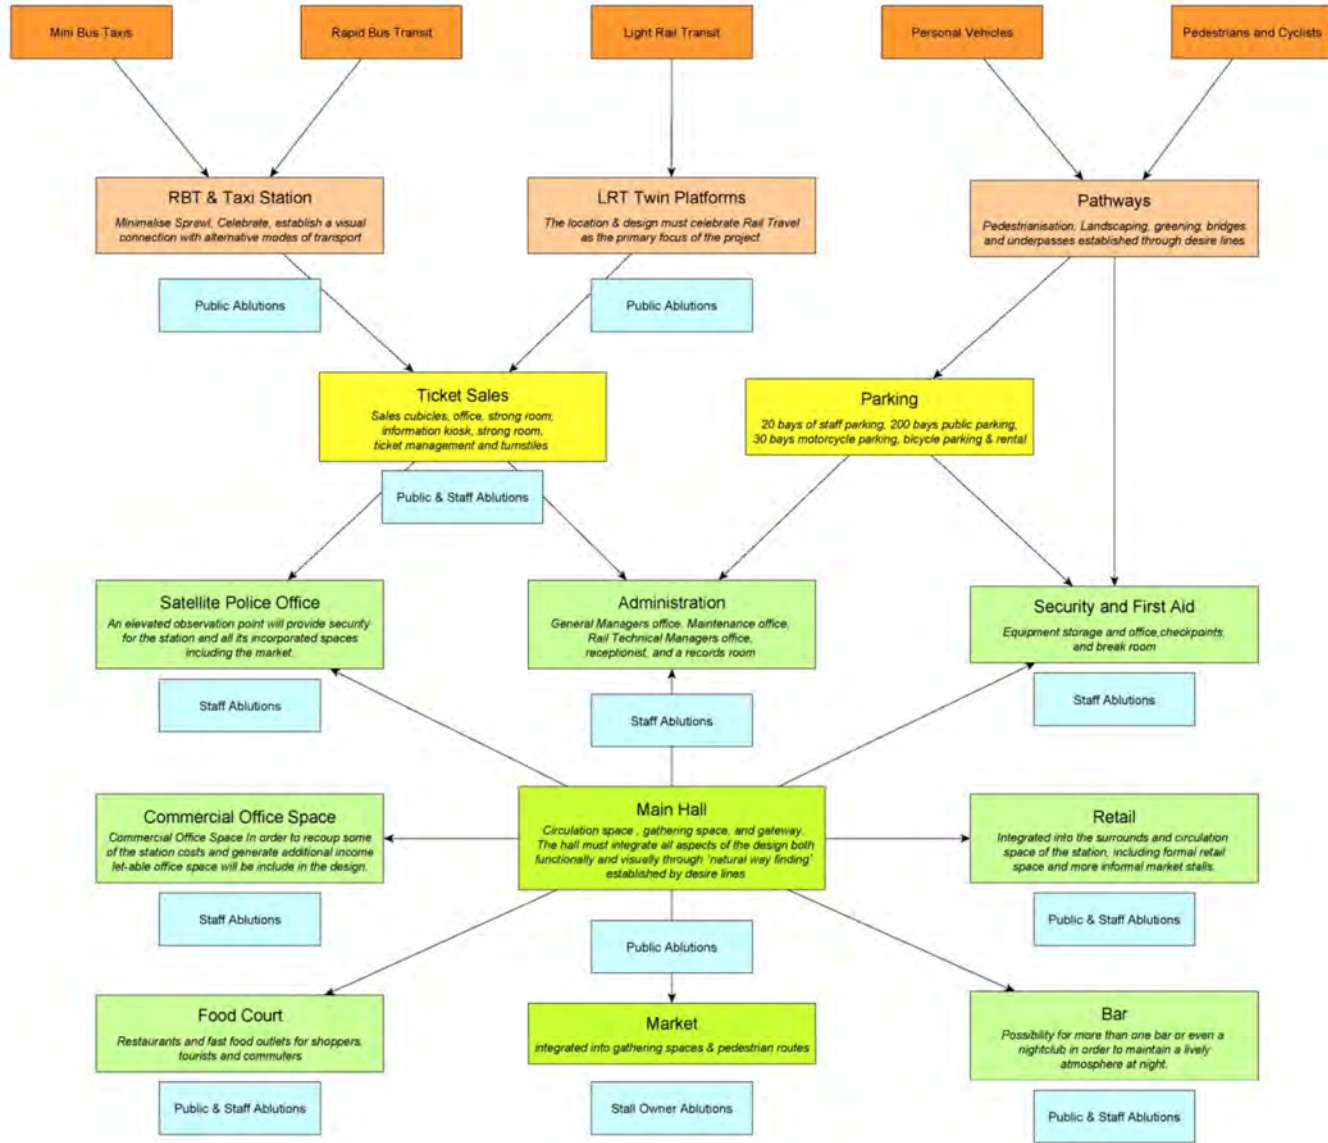 Mini Bus Taxis
Rapid Bus Transit
Light Rail Transit
Personal Vehicles
Pedestrians and Cyclists
RBT & Taxi Station
Minimalise Sprawl, Celebrate, establish a visual
connection with alternative modes of transport
LRT Twin Platforms
The location & design must celebrate Rail Travel
as the primary focus of the project
Pathways
Pedestrianisation, Landscaping, greening, bridges
and underpasses established through desire lines
Public Ablutions
Public Ablutions
Ticket Sales
Sales cubicles, office, strong room,
information kiosk, strong room,
ticket management and turnstiles
Parking
20 bays of staff parking, 200 bays public parking,
30 bays motorcycle parking, bicycle parking & rental
Public & Staff Ablutions
Satellite Police Office
An elevated observation point will provide security
for the station and all its incorporated spaces
including the market.
Administration
General Managers office, Maintenance office,
Rail Technical Managers office,
receptionist, and a records room
Security and First Aid
Equipment storage and office,checkpoints,
and break room
Staff Ablutions
Staff Ablutions
Staff Ablutions
Commercial Office Space
Commercial Office Space In order to recoup some
of the station costs and generate additional income
let-able office space will be include in the design.
Main Hall
Circulation space , gathering space, and gateway.
The hall must integrate all aspects of the design both
functionally and visually through 'natural way finding'
established by desire lines
Retail
Integrated into the surrounds and circulation
space of the station, including formal retail
space and more informal market stalls.
Staff Ablutions
Public Ablutions
Public & Staff Ablutions
Food Court
Restaurants and fast food outlets for shoppers,
tourists and commuters
Market
integrated into gathering spaces & pedestrian routes
Bar
Possibility for more than one bar or even a
nightclub in order to maintain a lively
atmosphere at night.
Public & Staff Ablutions
Stall Owner Ablutions
Public & Staff Ablutions